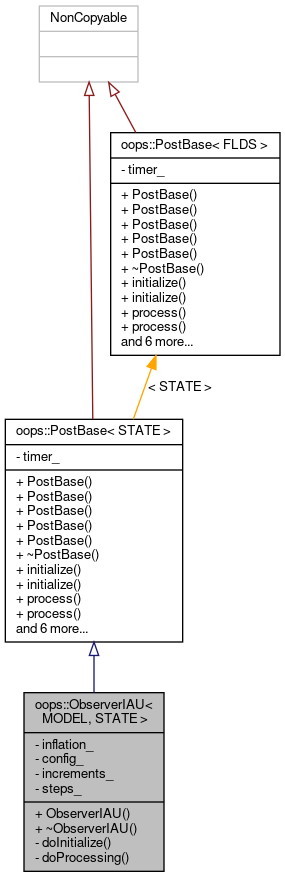 NonCopyable
oops::PostBase< FLDS >
- timer_
+ PostBase()
+ PostBase()
+ PostBase()
+ PostBase()
+ PostBase()
+ ~PostBase()
+ initialize()
+ initialize()
+ process()
+ process()
and 6 more...
< STATE >
oops::PostBase< STATE >
- timer_
+ PostBase()
+ PostBase()
+ PostBase()
+ PostBase()
+ PostBase()
+ ~PostBase()
+ initialize()
+ initialize()
+ process()
+ process()
and 6 more...
oops::ObserverIAU<
MODEL, STATE >
- inflation_
- config_
- increments_
- steps_
+ ObserverIAU()
+ ~ObserverIAU()
- doInitialize()
- doProcessing()